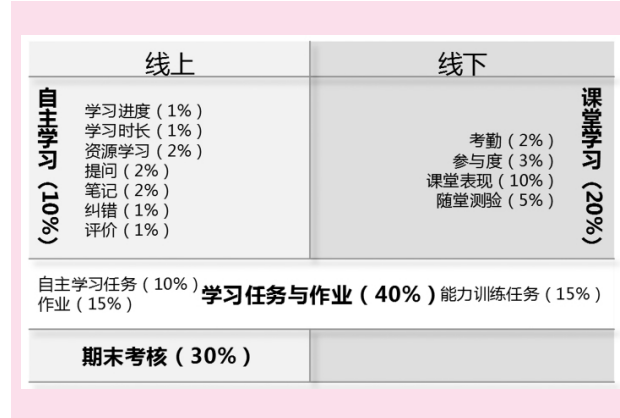 线上
线下
自主学习（10%）
学习进度（1%）
学习时长（1%）
资源学习（2%）
提问（2%）
笔记（2%）
纠错（1%）
评价（1%）
考勤（2%）
参与度（3%）
课堂表现（10%）
随堂测验（5%）
课堂学习（20%）
自主学习任务（10%）
作业（15%）
学习任务与作业（40%）
能力训练任务（15%）
期末考核（30%）